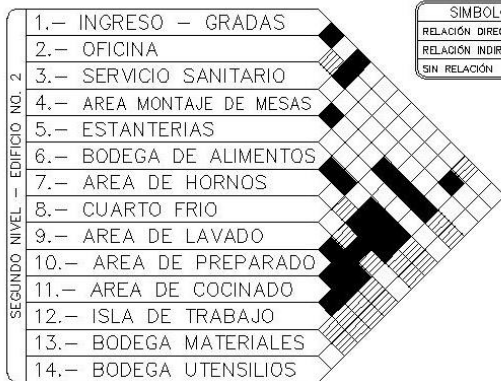 SEGUNDO NIVEL – EDIFICIO NO. 2
1.– INGRESO – GRADAS
2.– OFICINA
3.– SERVICIO SANITARIO
4.– AREA MONTAJE DE MESAS
5.– ESTANTERIAS
6.– BODEGA DE ALIMENTOS
7.– AREA DE HORNOS
8.– CUARTO FRIO
9.– AREA DE LAVADO
10.– AREA DE PREPARADO
11.– AREA DE COCINADO
12.– ISLA DE TRABAJO
13.– BODEGA MATERIALES
14.– BODEGA UTENSILIOS
SIMBOL
RELACIÓN DIREC
RELACIÓN INDIR
SIN RELACIÓN